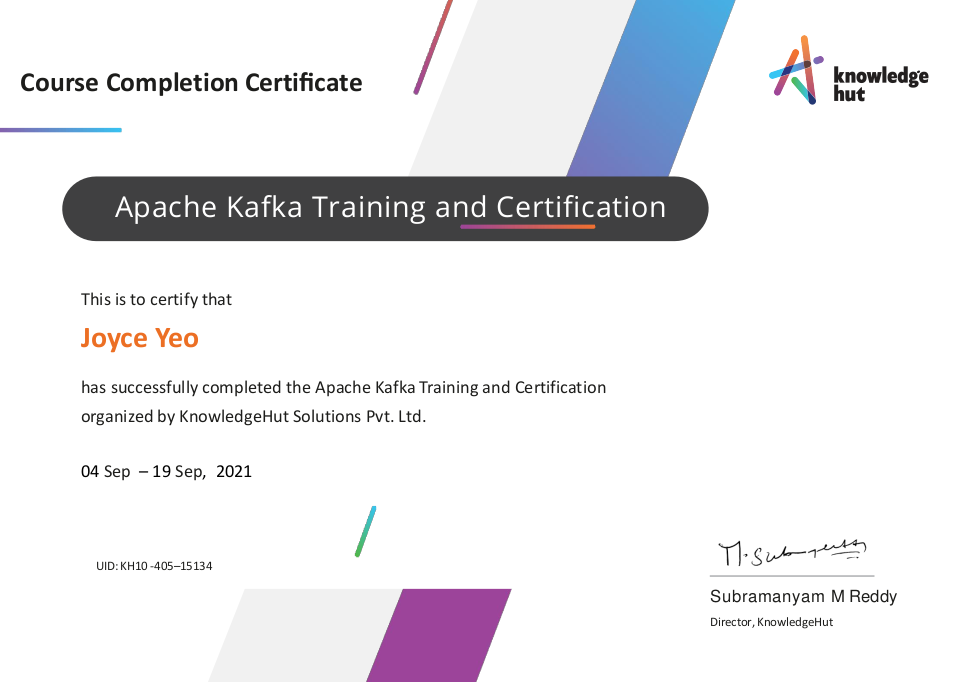 Course Completion Certificate
knowledge
hut
Apache Kafka Training and Certification
This is to certify that
Joyce Yeo
has successfully completed the Apache Kafka Training and Certification
organized by KnowledgeHut Solutions Pvt. Ltd.
04 Sep – 19 Sep, 2021
UID: KH10 -405–15134
M. Subramanyam
Subramanyam M Reddy
Director, KnowledgeHut